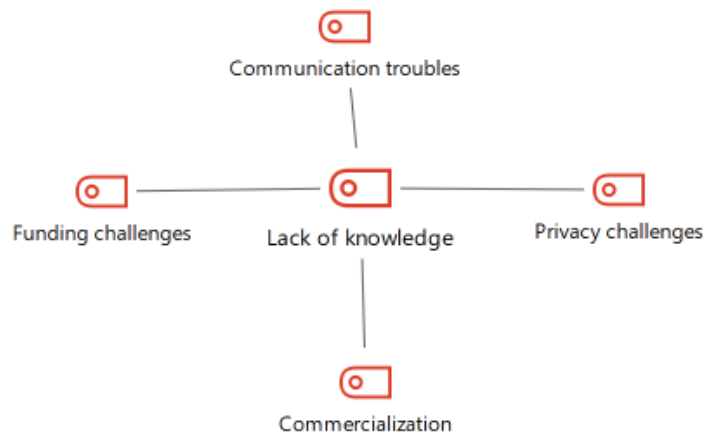 Communication troubles
Funding challenges
Lack of knowledge
Privacy challenges
Commercialization